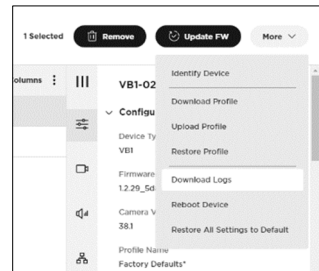 1 Selected
Remove
Update FW
More
olumns
VB1-02
Identify Device
Configu
Download Profile
Device Ty
VB1
Upload Profile
Restore Profile
Firmware
1.2.29_5d
Download Logs
Camera V
38.1
Reboot Device
Restore All Settings to Default
Profile Name
Factory Defaults*